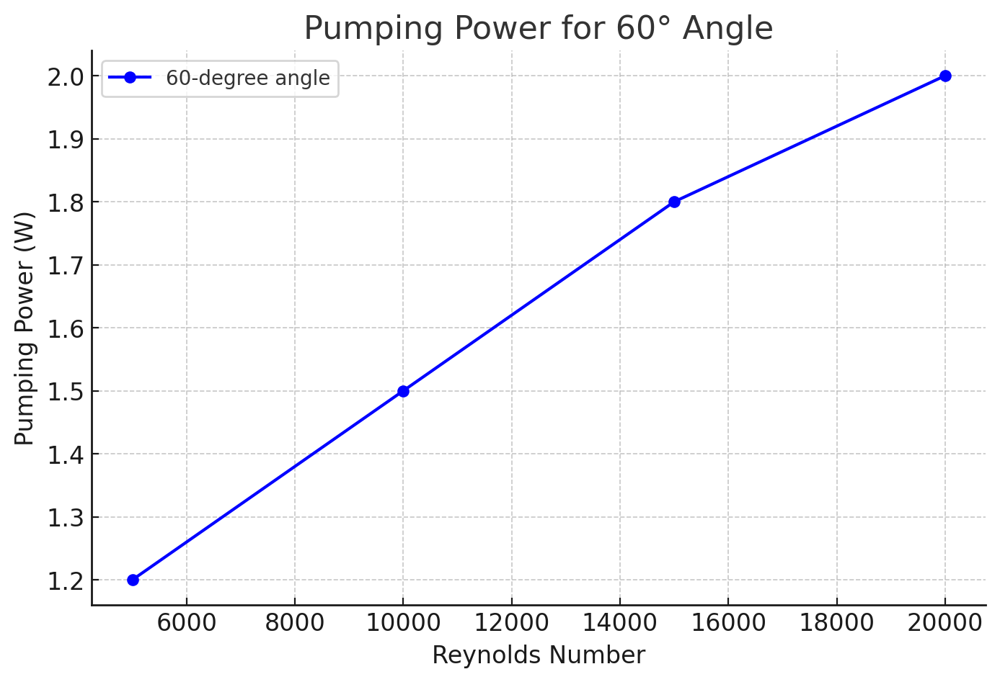 Pumping Power for 60° Angle
60-degree angle
Pumping Power (W)
2.0
1.9
1.8
1.7
1.6
1.5
1.4
1.3
1.2
6000 8000 10000 12000 14000 16000 18000 20000
Reynolds Number